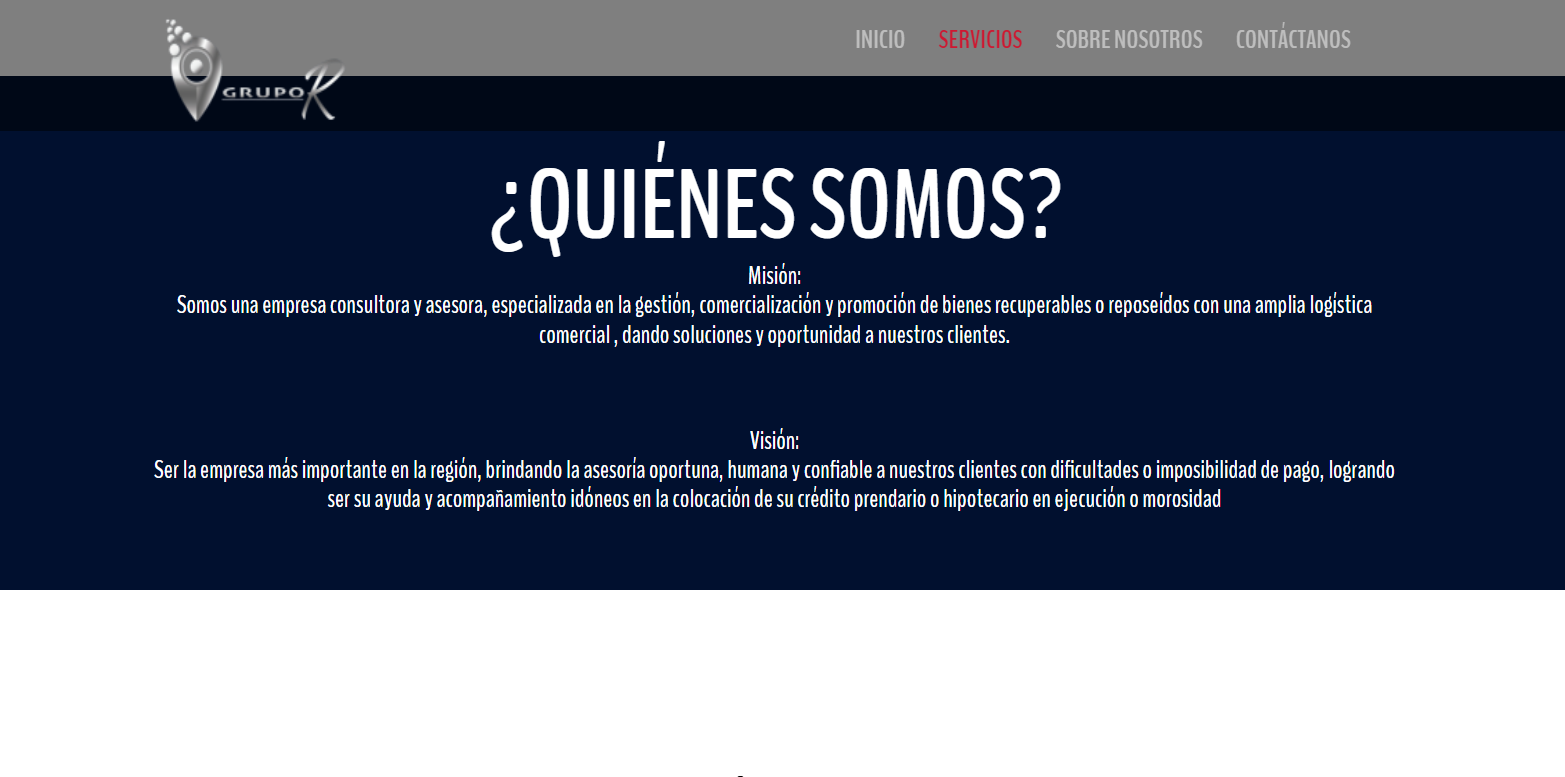 GRUPO R
INICIO SERVICIOS SOBRE NOSOTROS CONTÁCTANOS
¿QUIÉNES SOMOS?
Misión:
Somos una empresa consultora y asesora, especializada en la gestión, comercialización y promoción de bienes recuperables o reposeídos con una amplia logística
comercial , dando soluciones y oportunidad a nuestros clientes.
Visión:
Ser la empresa más importante en la región, brindando la asesoría oportuna, humana y confiable a nuestros clientes con dificultades o imposibilidad de pago, logrando
ser su ayuda y acompañamiento idóneos en la colocación de su crédito prendario o hipotecario en ejecución o morosidad